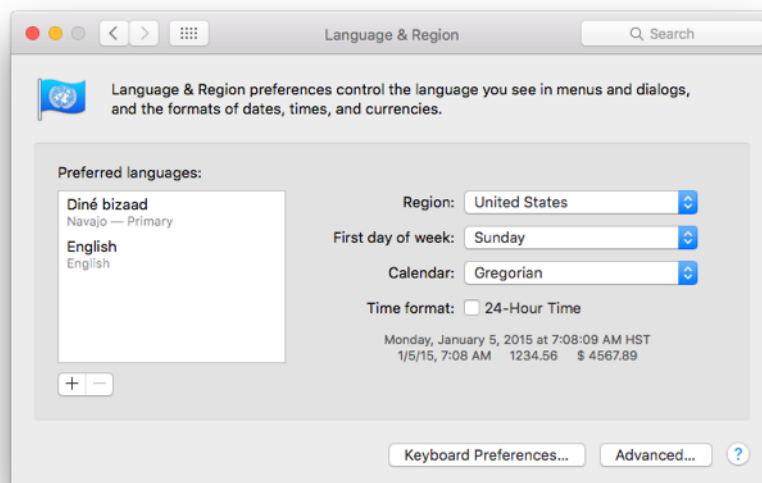 Language & Region
Search
Language & Region preferences control the language you see in menus and dialogs,
and the formats of dates, times, and currencies.
Preferred languages:
Diné bizaad
Navajo — Primary
English
English
Region: United States
First day of week: Sunday
Calendar: Gregorian
Time format: 24-Hour Time
Monday, January 5, 2015 at 7:08:09 AM HST
1/5/15, 7:08 AM 1234.56 $ 4567.89
+ −
Keyboard Preferences... Advanced... ?